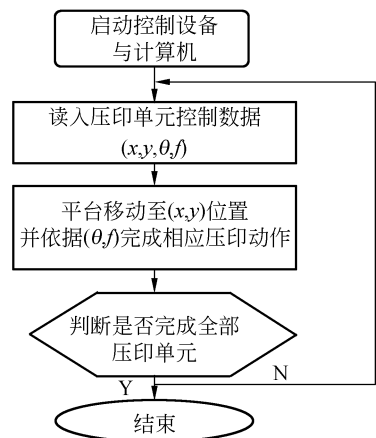 启动控制设备
与计算机
读入压印单元控制数据
(x,y,θ,f)
平台移动至(x,y)位置
并依据(θ,f)完成相应压印动作
判断是否完成全部
压印单元
Y
N
结束